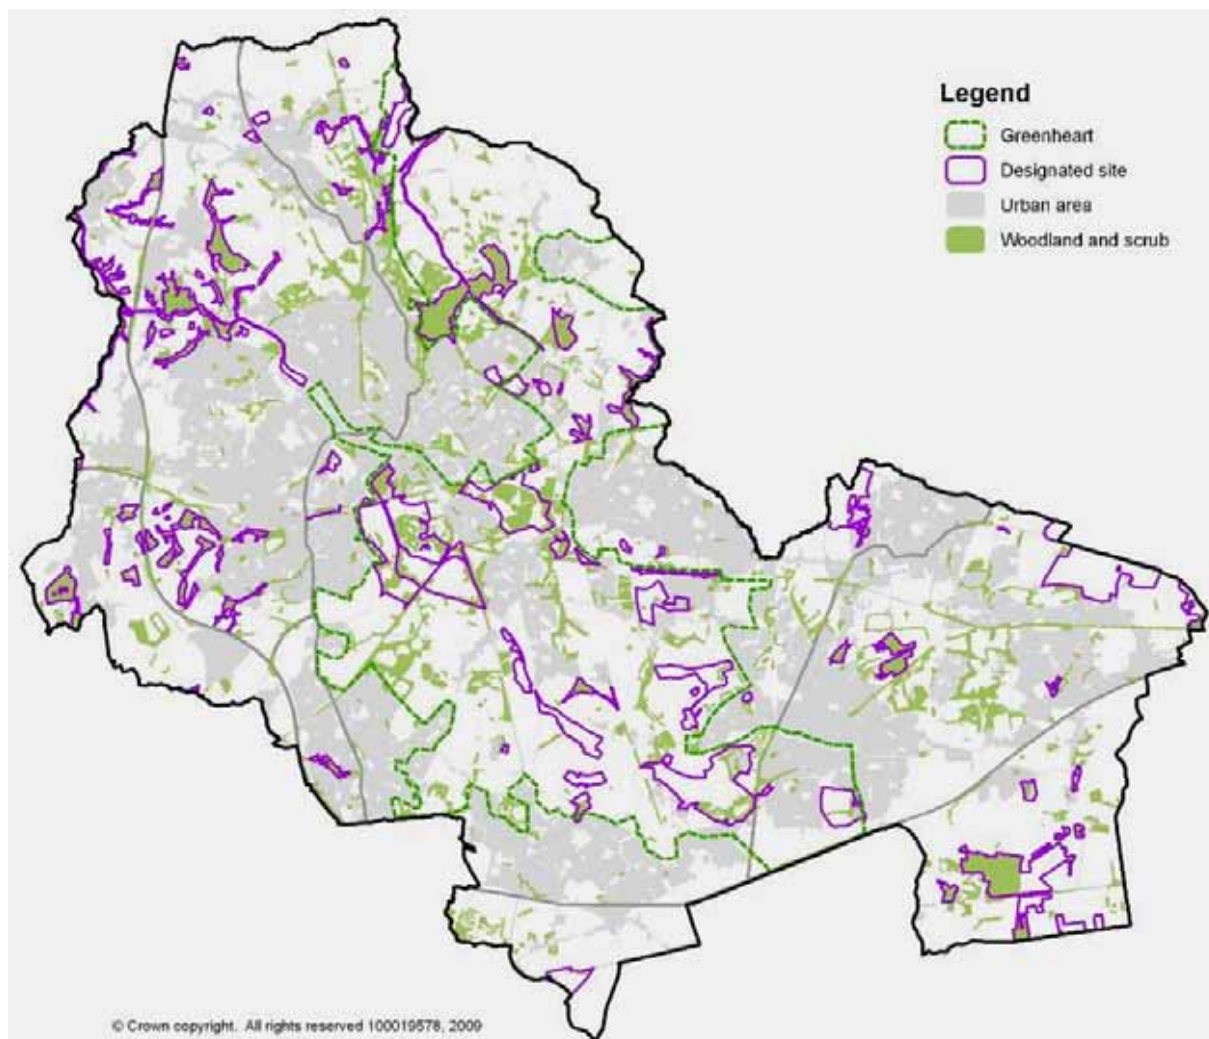 Legend
Greenheart
Designated site
Urban area
Woodland and scrub
© Crown copyright. All rights reserved 100019578, 2009